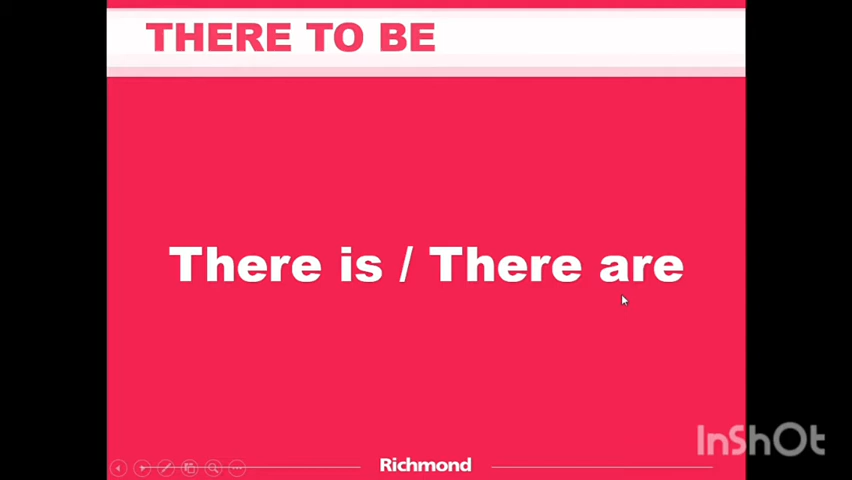 THERE TO BE
There is / There are
Richmond
InShOt